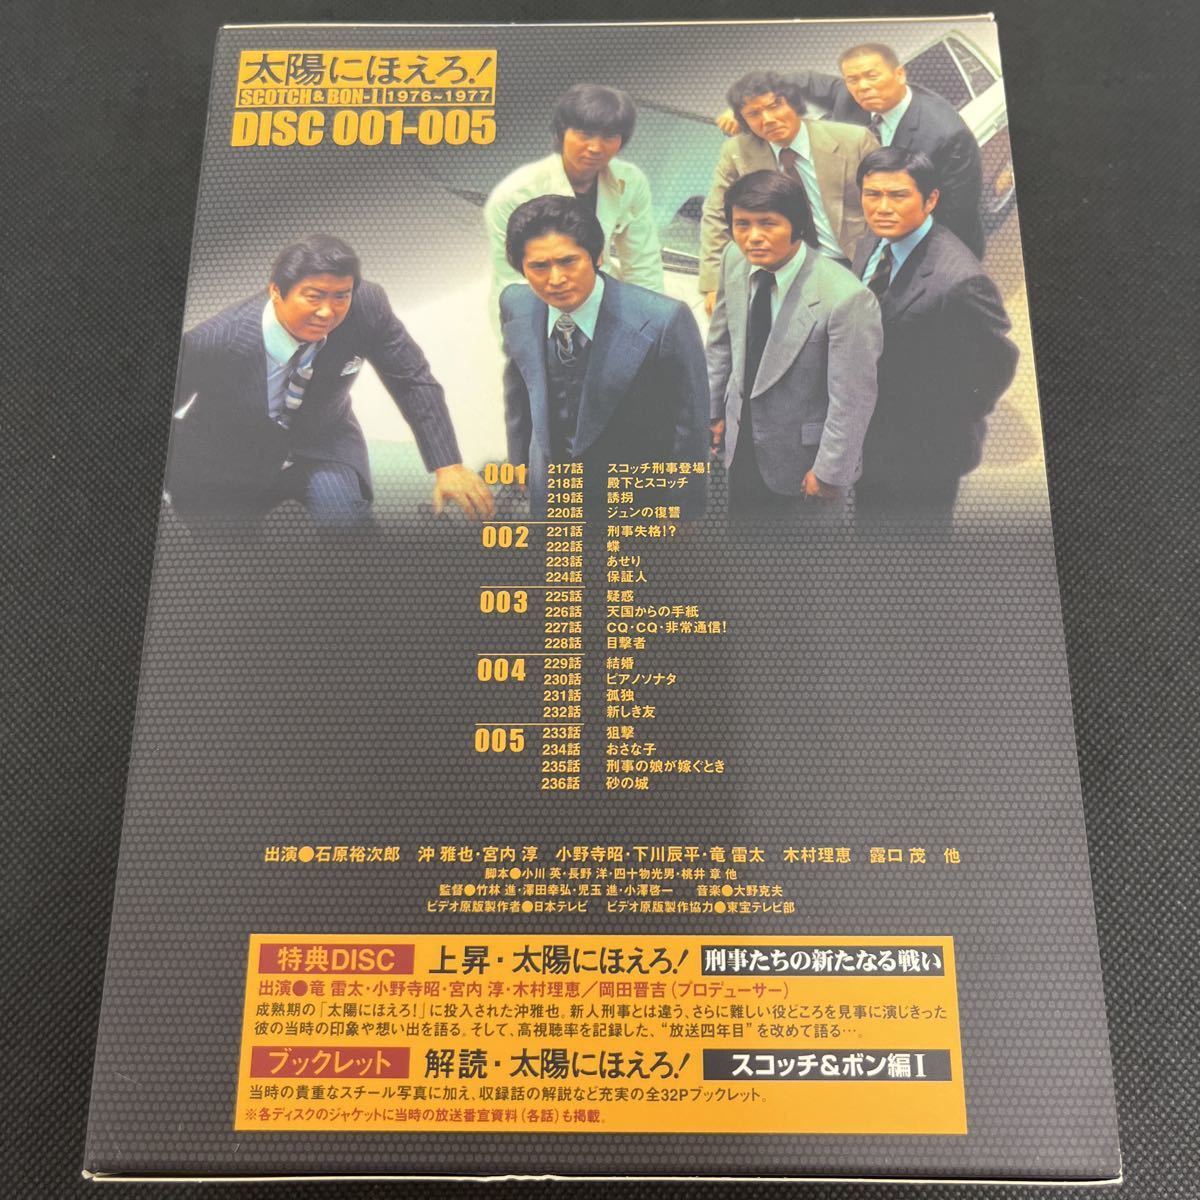 太陽にほえろ!
SCOTCH & BON-I 1976~1977
DISC 001-005
001
217話 スコッチ刑事登場!
218話 殿下とスコッチ
219話 誘拐
220話 ジュンの復讐
002
221話 刑事失格!?
222話 蝶
223話 あせり
224話 保証人
003
225話 疑惑
226話 天国からの手紙
227話 CQ・CQ・非常通信!
228話 目撃者
004
229話 結婚
230話 ピアノソナタ
231話 孤独
232話 新しき友
005
233話 狙撃
234話 おさな子
235話 刑事の娘が嫁ぐとき
236話 砂の城
出演●石原裕次郎 沖 雅也・宮内 淳 小野寺昭・下川辰平・竜 雷太 木村理恵 露口 茂 他
脚本●小川 英・長野 洋・四十物光男・桃井 章 他
監督●竹林 進・澤田幸弘・児玉 進・小澤啓一 音楽●大野克夫
ビデオ原版製作者●日本テレビ ビデオ原版製作協力●東宝テレビ部
特典DISC 上昇・太陽にほえろ! 刑事たちの新たなる戦い
出演●竜 雷太・小野寺昭・宮内 淳・木村理恵／岡田晋吉(プロデューサー)
成熟期の「太陽にほえろ!」に投入された沖雅也。新人刑事とは違う、さらに難しい役どころを見事に演じきった
彼の当時の印象や想い出を語る。そして、高視聴率を記録した、“放送四年目”を改めて語る…。
ブックレット 解読・太陽にほえろ! スコッチ&ボン編I
当時の貴重なスチール写真に加え、収録話の解説など充実の全32Pブックレット。
※各ディスクのジャケットに当時の放送番宣資料(各話)も掲載。